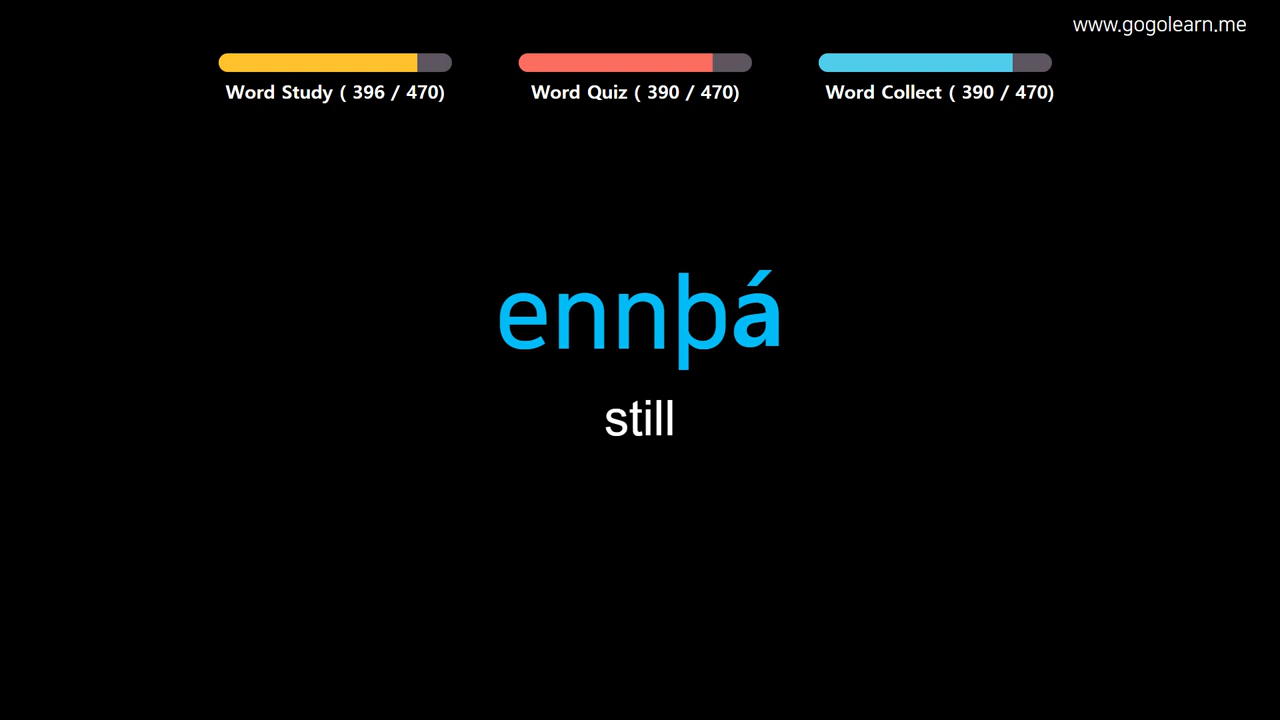 www.gogolearn.me
Word Study ( 396 / 470)
Word Quiz ( 390 / 470)
Word Collect ( 390 / 470)
ennþá
still